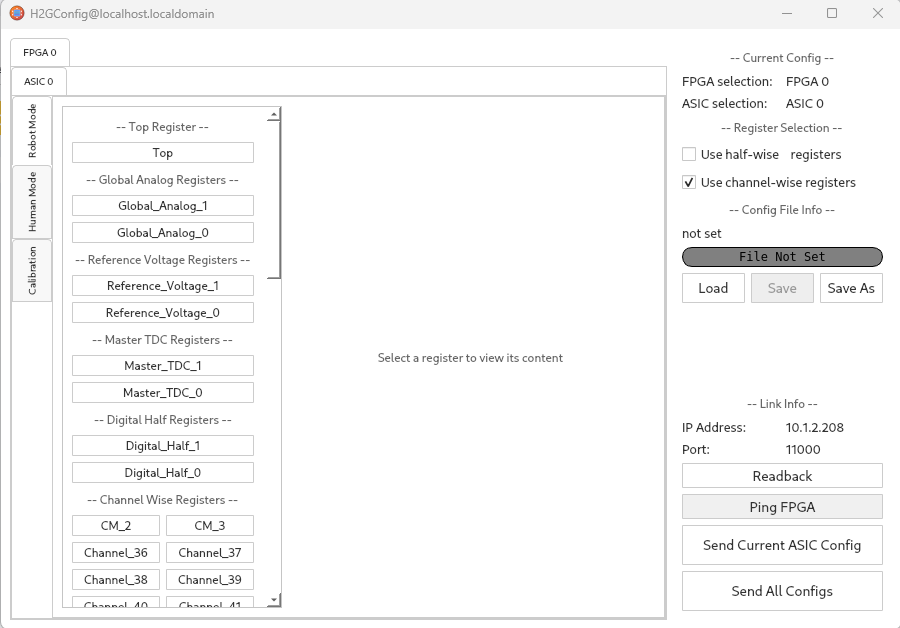 H2GConfig@localhost.localdomain
FPGA 0
ASIC 0
Robot Mode
Human Mode
Calibration
-- Top Register --
Top
-- Global Analog Registers --
Global_Analog_1
Global_Analog_0
-- Reference Voltage Registers --
Reference_Voltage_1
Reference_Voltage_0
-- Master TDC Registers --
Master_TDC_1
Master_TDC_0
-- Digital Half Registers --
Digital_Half_1
Digital_Half_0
-- Channel Wise Registers --
CM_2 CM_3
Channel_36 Channel_37
Channel_38 Channel_39
Channel_40 Channel_41
Select a register to view its content
-- Current Config --
FPGA selection: FPGA 0
ASIC selection: ASIC 0
-- Register Selection --
Use half-wise registers
Use channel-wise registers
-- Config File Info --
not set
File Not Set
Load Save Save As
-- Link Info --
IP Address: 10.1.2.208
Port: 11000
Readback
Ping FPGA
Send Current ASIC Config
Send All Configs